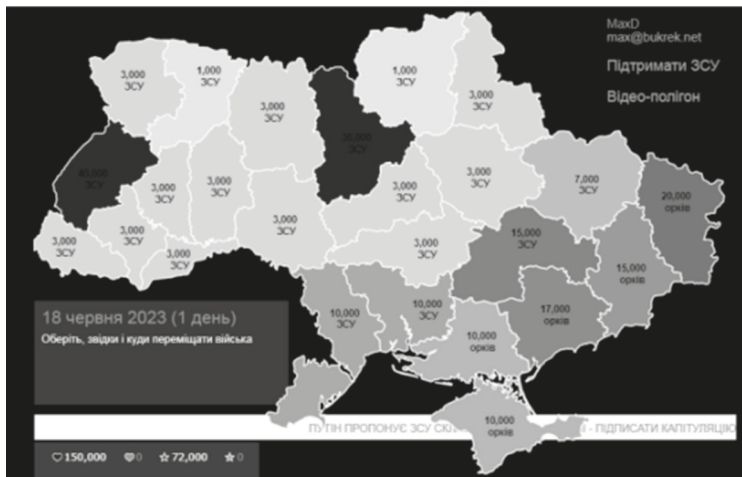 MaxD
max@bukrek.net
Підтримати ЗСУ
Відео-полігон
3,000
ЗСУ
1,000
ЗСУ
3,000
ЗСУ
30,000
ЗСУ
1,000
ЗСУ
3,000
ЗСУ
40,000
ЗСУ
3,000
ЗСУ
3,000
ЗСУ
3,000
ЗСУ
3,000
ЗСУ
7,000
ЗСУ
20,000
орків
3,000
ЗСУ
3,000
ЗСУ
3,000
ЗСУ
3,000
ЗСУ
3,000
ЗСУ
15,000
ЗСУ
15,000
орків
10,000
ЗСУ
10,000
ЗСУ
10,000
орків
17,000
орків
10,000
орків
18 червня 2023 (1 день)
Оберіть, звідки і куди переміщати війська
ПУТІН ПРОПОНУЄ ЗСУ - ПІДПИСАТИ КАПІТУЛЯЦІЮ
♡150,000 0 ☆72,000 ★0